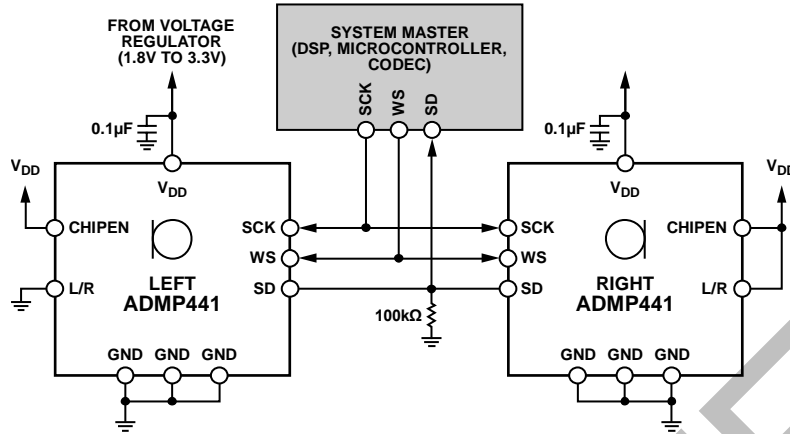 FROM VOLTAGE
REGULATOR
(1.8V TO 3.3V)
SYSTEM MASTER
(DSP, MICROCONTROLLER,
CODEC)
SCK
WS
SD
0.1µF
0.1µF
VDD
VDD
VDD
VDD
CHIPEN
SCK
SCK
CHIPEN
WS
WS
L/R
LEFT
ADMP441
SD
SD
RIGHT
ADMP441
L/R
100kΩ
GND
GND
GND
GND
GND
GND